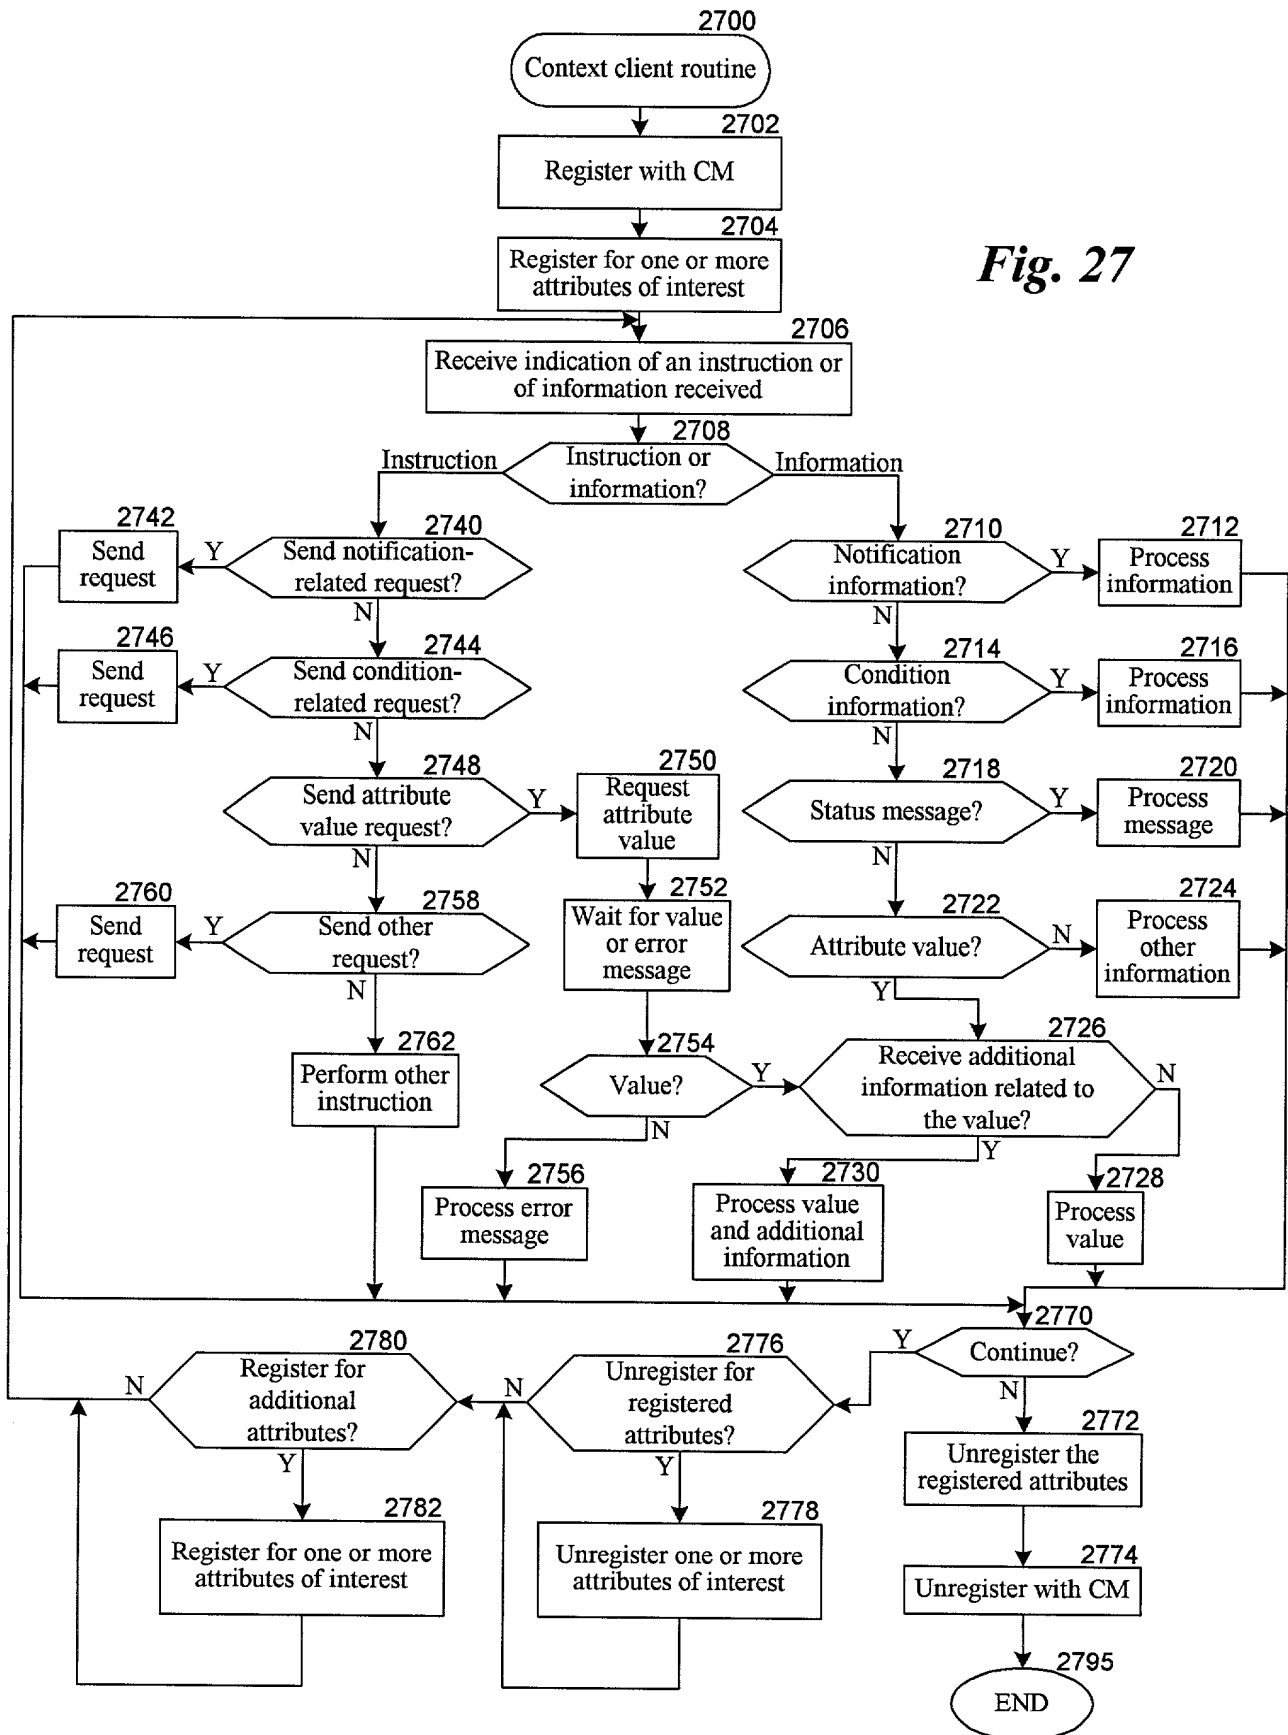 2700
Context client routine
2702
Register with CM
2704
Register for one or more
attributes of interest
Fig. 27
2706
Receive indication of an instruction or
of information received
2708
Instruction
Instruction or
information?
Information
2742
Send
request
Y
2740
Send notification-
related request?
N
2710
Notification
information?
Y
N
2712
Process
information
2746
Send
request
Y
2744
Send condition-
related request?
N
2714
Condition
information?
Y
N
2716
Process
information
2748
Send attribute
value request?
Y
N
2750
Request
attribute
value
2718
Status message?
Y
N
2720
Process
message
2760
Send
request
Y
2758
Send other
request?
N
2752
Wait for value
or error
message
2722
Attribute value?
N
Y
2724
Process
other
information
2762
Perform other
instruction
2754
Value?
Y
N
2726
Receive additional
information related to
the value?
N
Y
2756
Process error
message
2730
Process value
and additional
information
2728
Process
value
2770
Continue?
Y
N
2780
Register for
additional
attributes?
N
Y
2776
Unregister for
registered
attributes?
N
Y
2772
Unregister the
registered attributes
2782
Register for one or more
attributes of interest
2778
Unregister one or more
attributes of interest
2774
Unregister with CM
2795
END